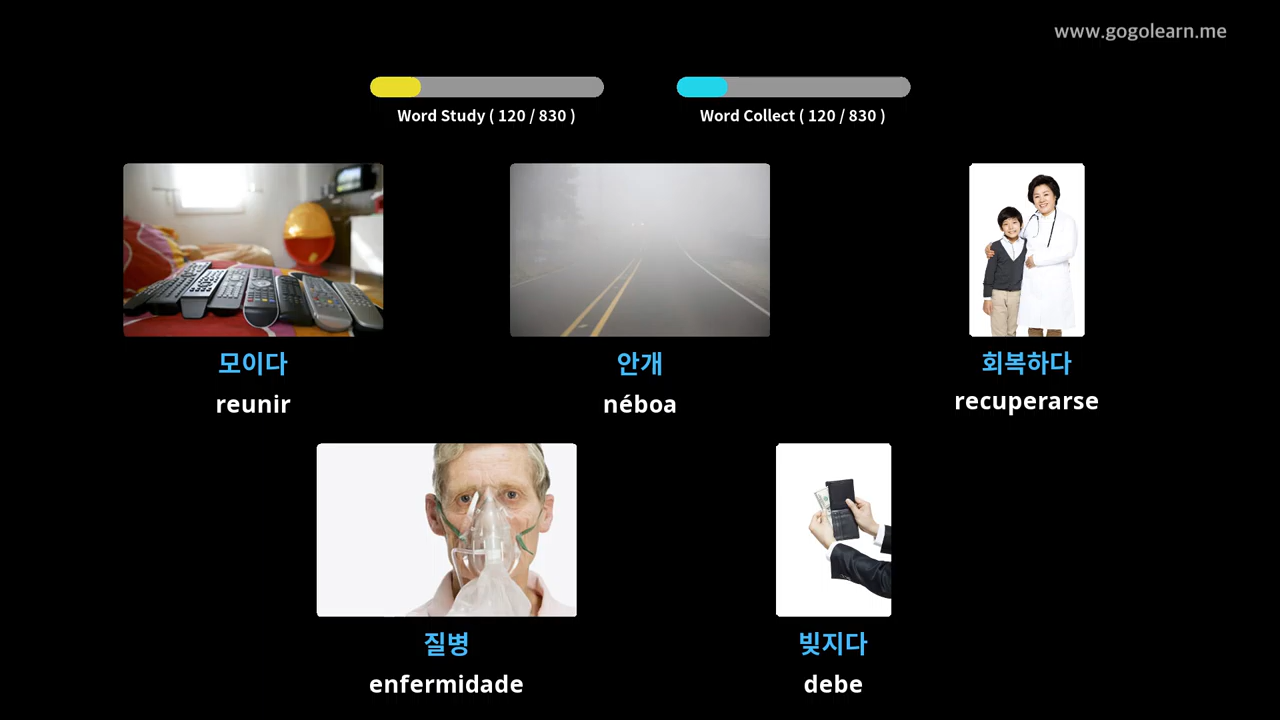 www.gogolearn.me
Word Study ( 120 / 830 )
Word Collect ( 120 / 830 )
모이다
reunir
안개
néboa
회복하다
recuperarse
질병
enfermidade
빚지다
debe